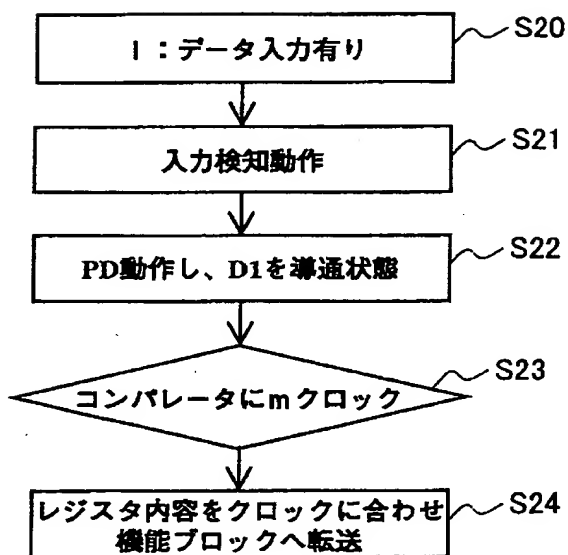 I:データ入力有り
S20
入力検知動作
S21
PD動作し、D1を導通状態
S22
コンパレータにmクロック
S23
レジスタ内容をクロックに合わせ
機能ブロックへ転送
S24